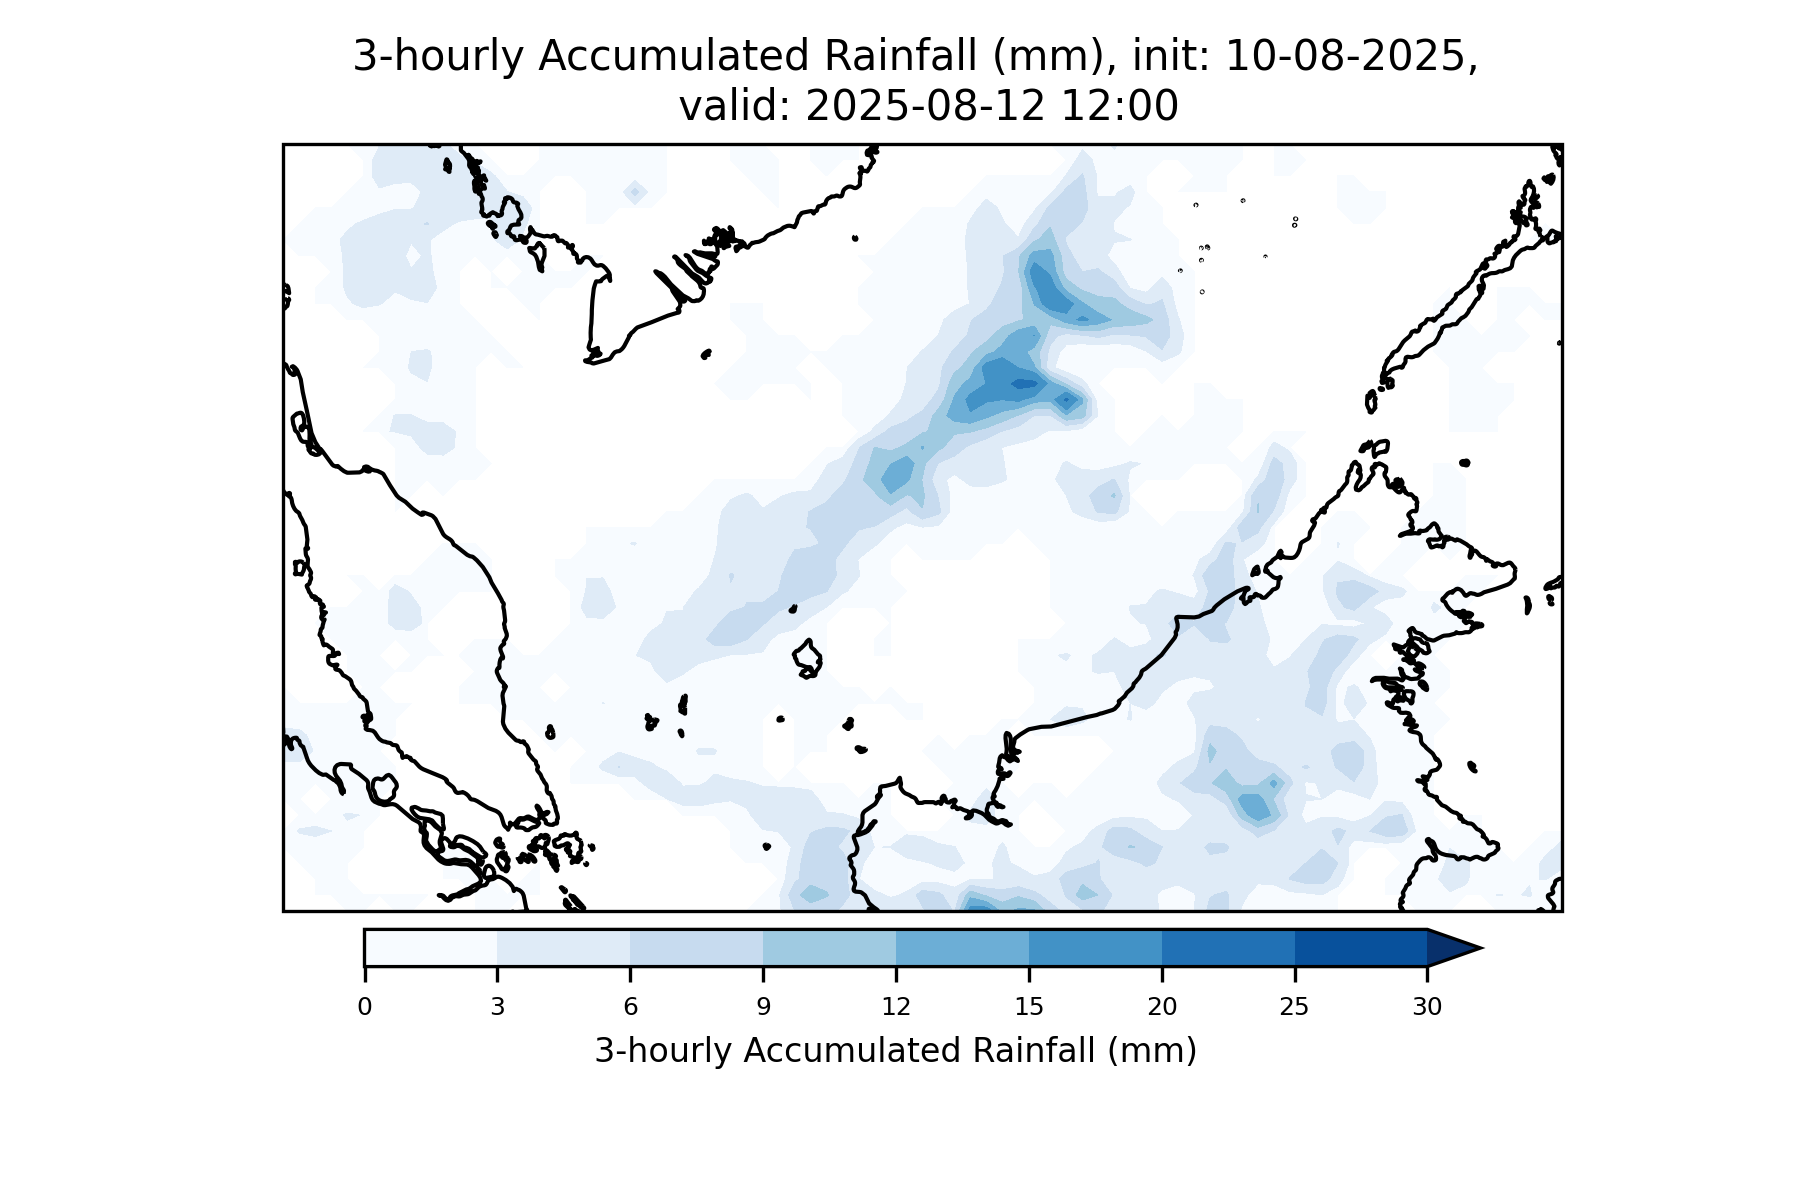 3-hourly Accumulated Rainfall (mm), init: 10-08-2025,
valid: 2025-08-12 12:00
0 3 6 9 12 15 20 25 30
3-hourly Accumulated Rainfall (mm)